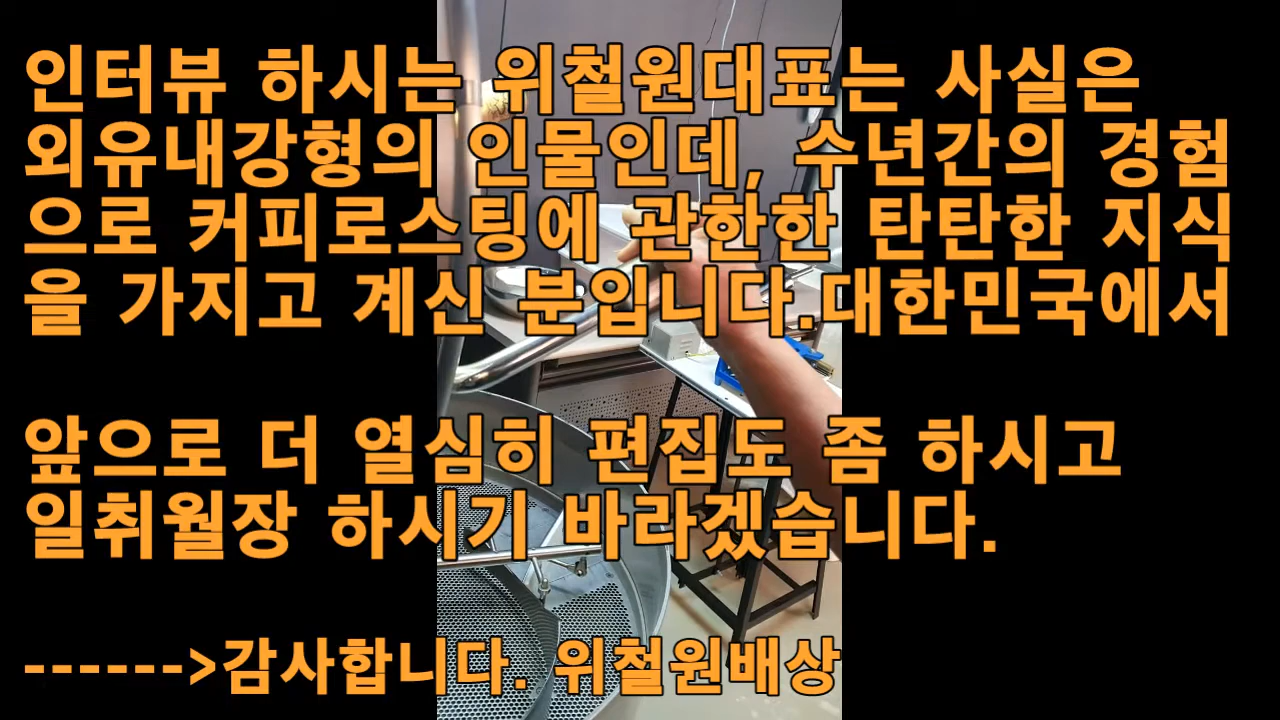 인터뷰 하시는 위철원대표는 사실은
외유내강형의 인물인데, 수년간의 경험
으로 커피로스팅에 관한한 탄탄한 지식
을 가지고 계신 분입니다.대한민국에서
앞으로 더 열심히 편집도 좀 하시고
일취월장 하시기 바라겠습니다.
------>감사합니다. 위철원배상